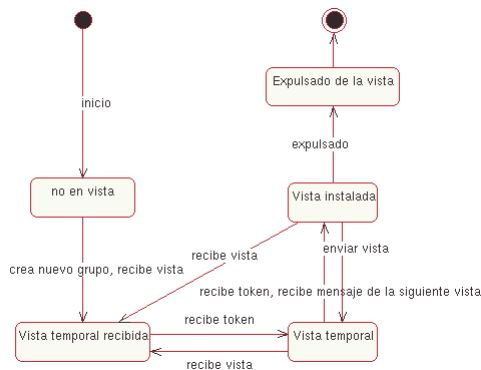 Expulsado de la vista
inicio
expulsado
no en vista
Vista instalada
recibe vista
enviar vista
crea nuevo grupo, recibe vista
recibe token, recibe mensaje de la siguiente vista
recibe token
Vista temporal recibida
Vista temporal
recibe vista